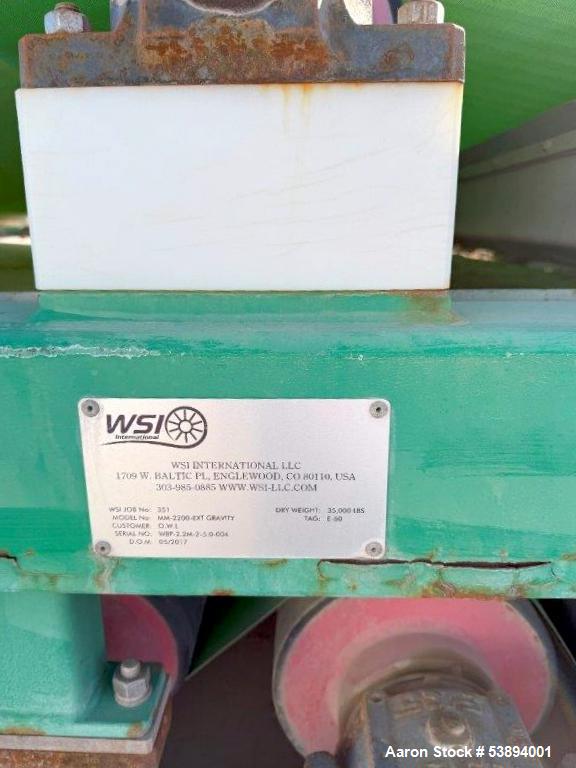 WSI
International
WSI INTERNATIONAL LLC
1709 W. BALTIC PL, ENGLEWOOD, CO 80110, USA
303-985-0885 WWW.WSI-LLC.COM
WSI JOB No: 351 DRY WEIGHT: 35,000 LBS
MODEL No: MM-2200-EXT GRAVITY TAG: E-50
CUSTOMER: O.W.L
SERIAL NO: WBP-2.2M-2-5.0-004
D.O.M: 05/2017
Aaron Stock # 53894001